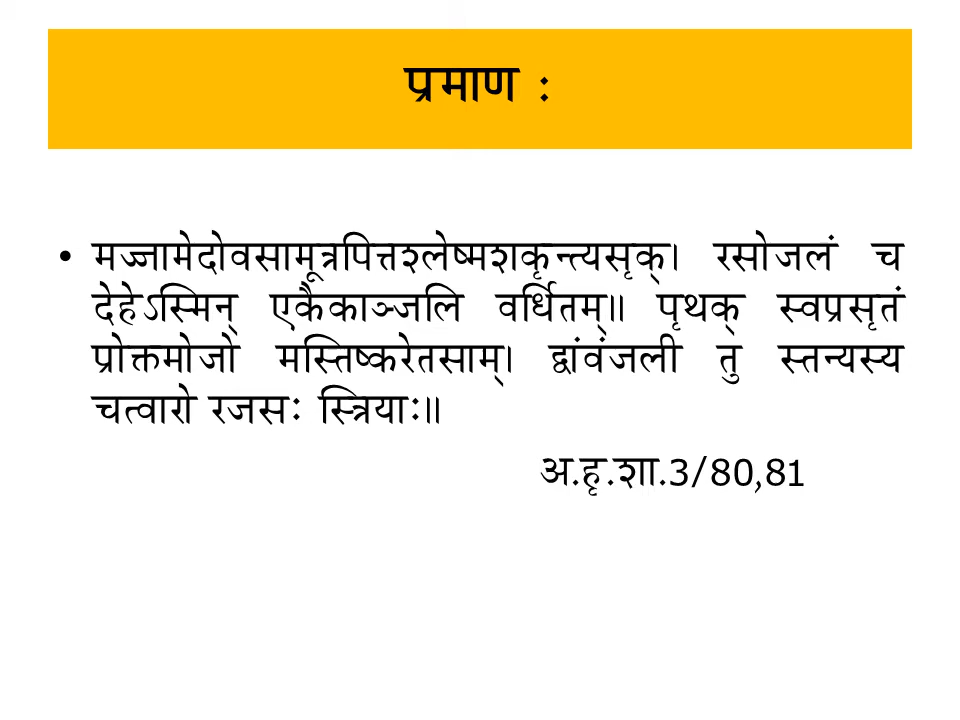 प्रमाण :
• मज्जामेदोवसामूत्रपित्तश्लेष्मशकृन्त्यसृक्। रसोजलं च
देहेऽस्मिन् एकैकाञ्जलि वर्धितम्॥ पृथक् स्वप्रसृतं
प्रोक्तमोजो मस्तिष्करेतसाम्। द्वांवंजली तु स्तन्यस्य
चत्वारो रजसः स्त्रियाः॥
अ.हृ.शा.3/80,81